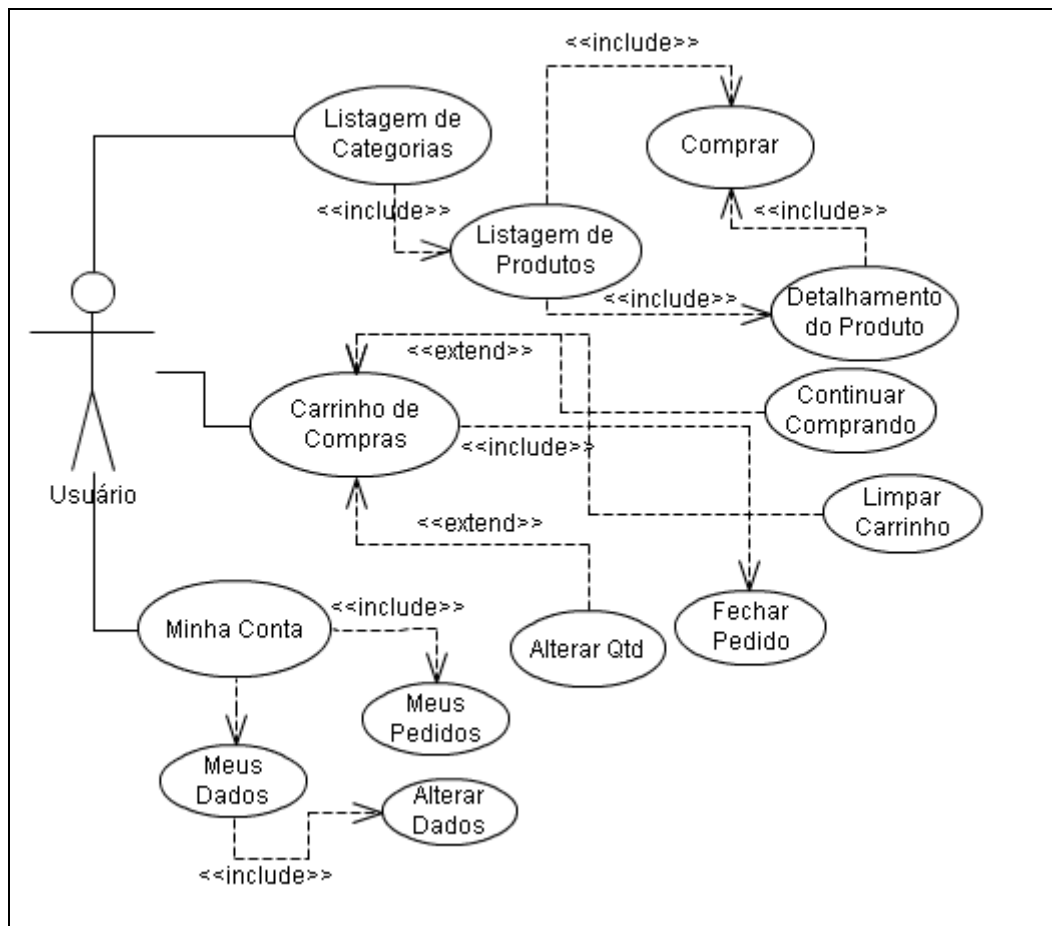 <<include>>
Listagem de
Categorias
Comprar
<<include>>
<<include>>
Listagem de
Produtos
<<include>>
Detalhamento
do Produto
<<extend>>
Continuar
Comprando
Carrinho de
Compras
<<include>>
Usuário
Limpar
Carrinho
<<extend>>
<<include>>
Fechar
Pedido
Minha Conta
Alterar Qtd
Meus
Pedidos
Meus
Dados
Alterar
Dados
<<include>>